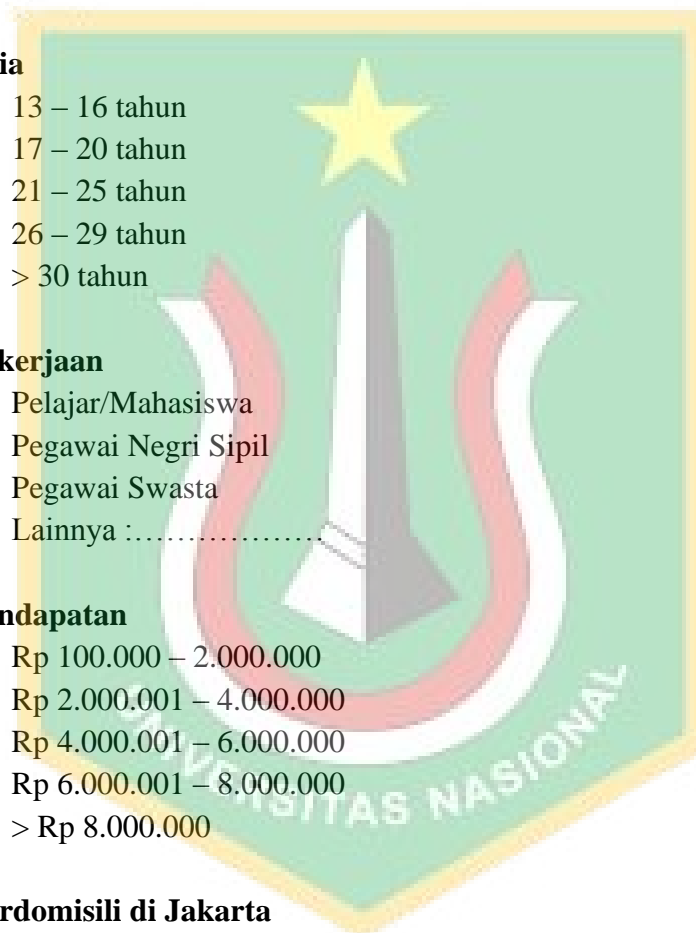 ia
13 – 16 tahun
17 – 20 tahun
21 – 25 tahun
26 – 29 tahun
> 30 tahun
kerjaan
Pelajar/Mahasiswa
Pegawai Negri Sipil
Pegawai Swasta
Lainnya :………………
ndapatan
Rp 100.000 – 2.000.000
Rp 2.000.001 – 4.000.000
Rp 4.000.001 – 6.000.000
Rp 6.000.001 – 8.000.000
> Rp 8.000.000
UNIVERSITAS NASIONAL
rdomisili di Jakarta